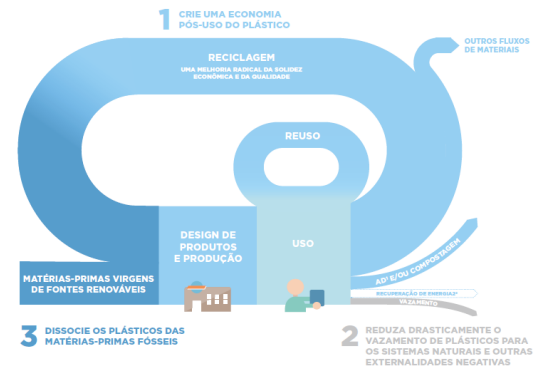 1 CRIE UMA ECONOMIA
PÓS-USO DO PLÁSTICO
OUTROS FLUXOS
DE MATERIAIS
RECICLAGEM
UMA MELHORIA RADICAL DA SOLIDEZ
ECONÔMICA E DA QUALIDADE
REUSO
DESIGN DE
PRODUTOS
E PRODUÇÃO
USO
MATÉRIAS-PRIMAS VIRGENS
DE FONTES RENOVÁVEIS
AD¹ E/OU COMPOSTAGEM
RECUPERAÇÃO DE ENERGIA²
VAZAMENTO
3 DISSOCIE OS PLÁSTICOS DAS
MATÉRIAS-PRIMAS FÓSSEIS
2 REDUZA DRASTICAMENTE O
VAZAMENTO DE PLÁSTICOS PARA
OS SISTEMAS NATURAIS E OUTRAS
EXTERNALIDADES NEGATIVAS